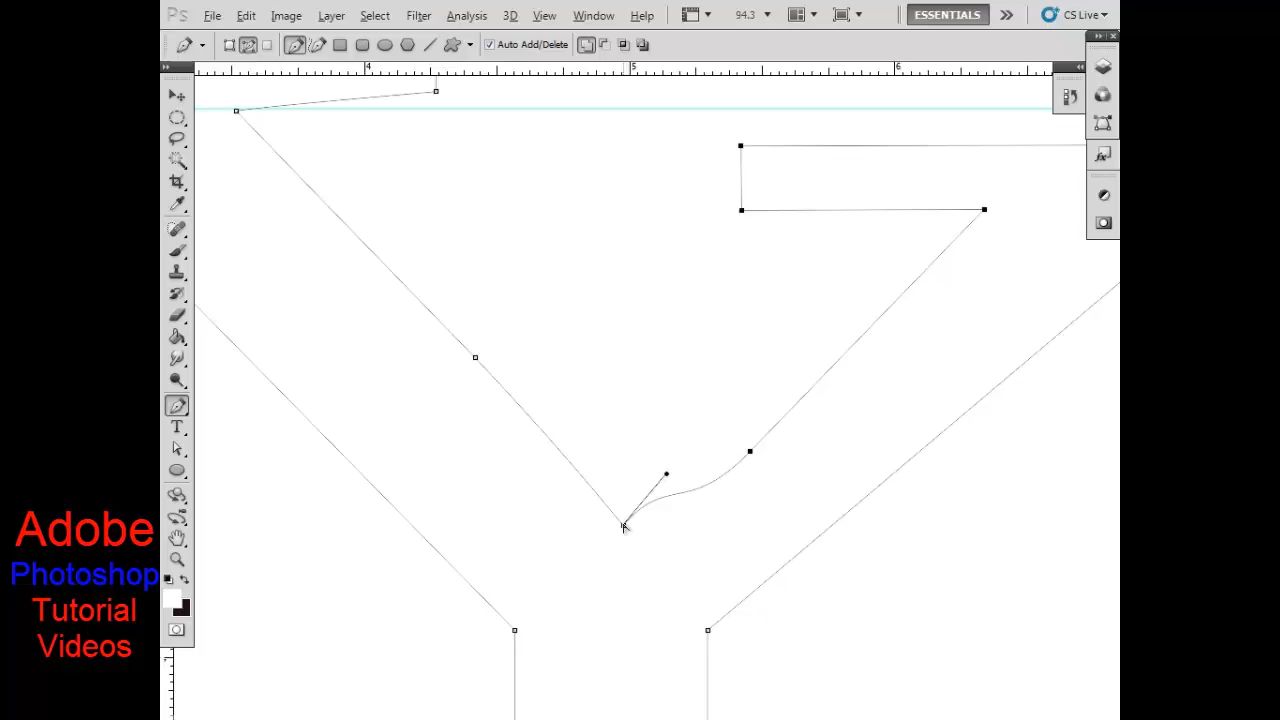 Ps File Edit Image Layer Select Filter Analysis 3D View Window Help 94.3 ESSENTIALS CS Live
Auto Add/Delete fx
4 5 6
T
Adobe
Photoshop
Tutorial
Videos